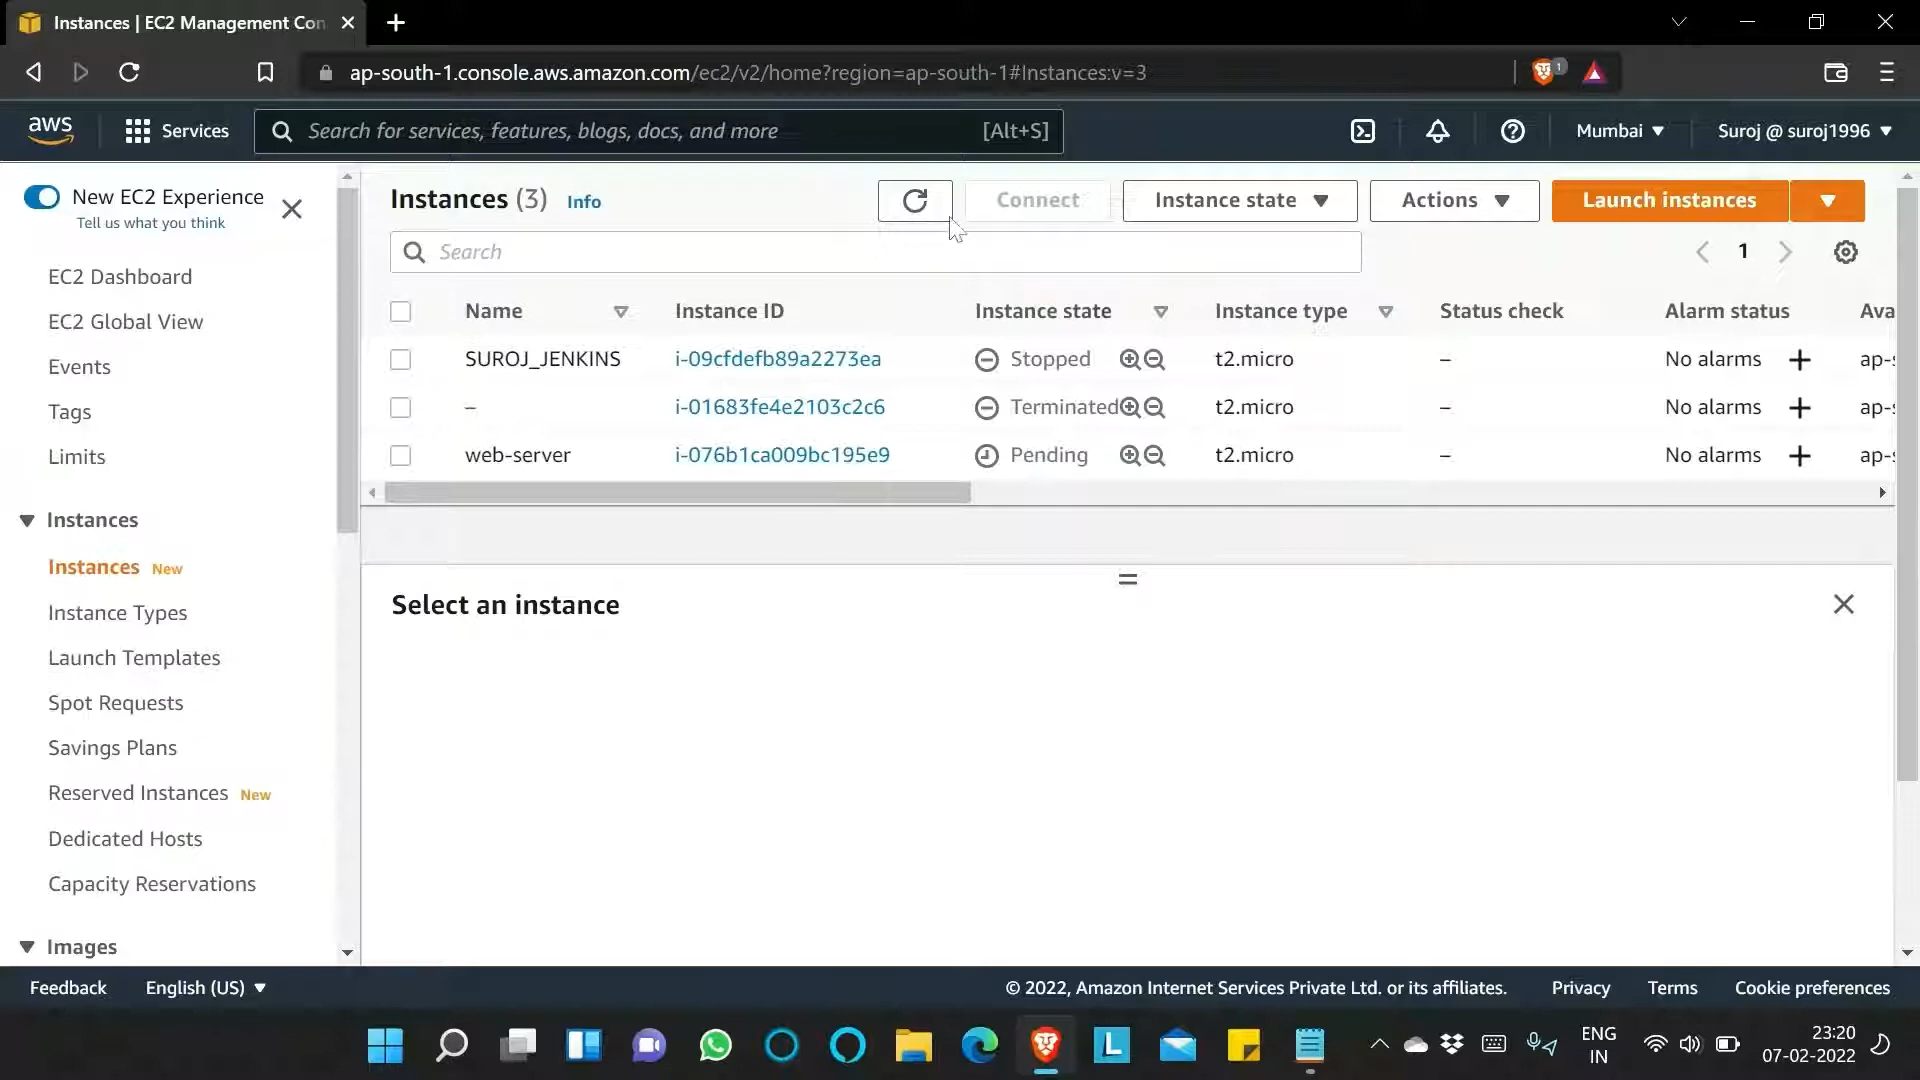 Instances | EC2 Management Con
ap-south-1.console.aws.amazon.com/ec2/v2/home?region=ap-south-1#Instances:v=3
1
aws
Services
Search for services, features, blogs, docs, and more
[Alt+S]
Mumbai
Suroj @ suroj1996
New EC2 Experience
Tell us what you think
EC2 Dashboard
EC2 Global View
Events
Tags
Limits
Instances
Instances New
Instance Types
Launch Templates
Spot Requests
Savings Plans
Reserved Instances New
Dedicated Hosts
Capacity Reservations
Images
Instances (3) Info
Connect
Instance state
Actions
Launch instances
Search
1
Name Instance ID Instance state Instance type Status check Alarm status Ava
SUROJ_JENKINS i-09cfdefb89a2273ea Stopped t2.micro – No alarms + ap-s
– i-01683fe4e2103c2c6 Terminated t2.micro – No alarms + ap-s
web-server i-076b1ca009bc195e9 Pending t2.micro – No alarms + ap-s
Select an instance
Feedback English (US) © 2022, Amazon Internet Services Private Ltd. or its affiliates. Privacy Terms Cookie preferences
L
ENG
IN
23:20
07-02-2022